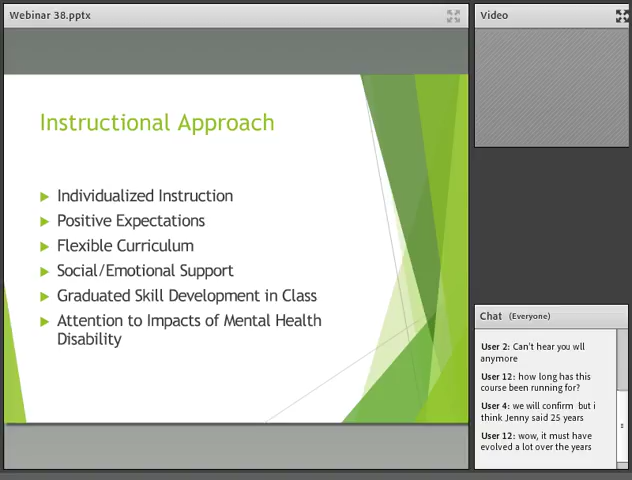 Webinar 38.pptx
Instructional Approach
Individualized Instruction
Positive Expectations
Flexible Curriculum
Social/Emotional Support
Graduated Skill Development in Class
Attention to Impacts of Mental Health
Disability
Video
Chat (Everyone)
User 2: Can't hear you wll
anymore
User 12: how long has this
course been running for?
User 4: we will confirm but i
think Jenny said 25 years
User 12: wow, it must have
evolved a lot over the years